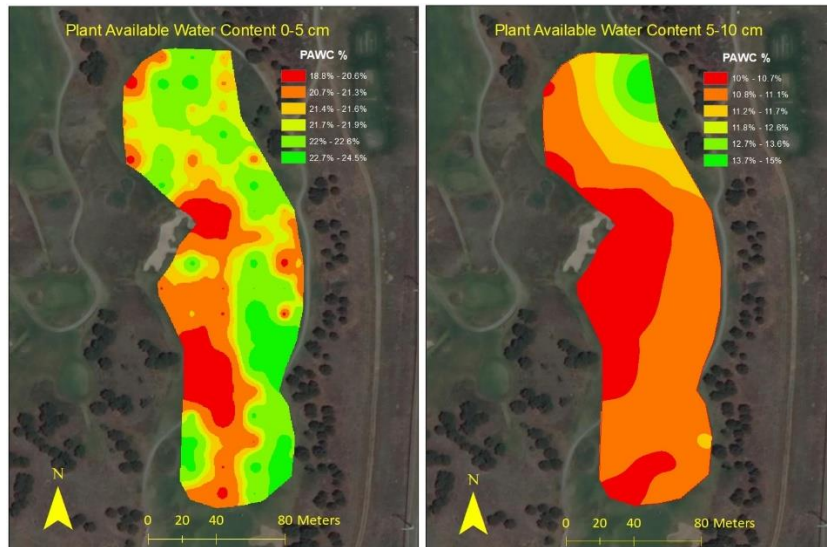 Plant Available Water Content 0-5 cm
PAWC %
18.8% - 20.6%
20.7% - 21.3%
21.4% - 21.6%
21.7% - 21.9%
22% - 22.6%
22.7% - 24.5%
N
0 20 40 80 Meters
Plant Available Water Content 5-10 cm
PAWC %
10% - 10.7%
10.8% - 11.1%
11.2% - 11.7%
11.8% - 12.6%
12.7% - 13.6%
13.7% - 15%
N
0 20 40 80 Meters